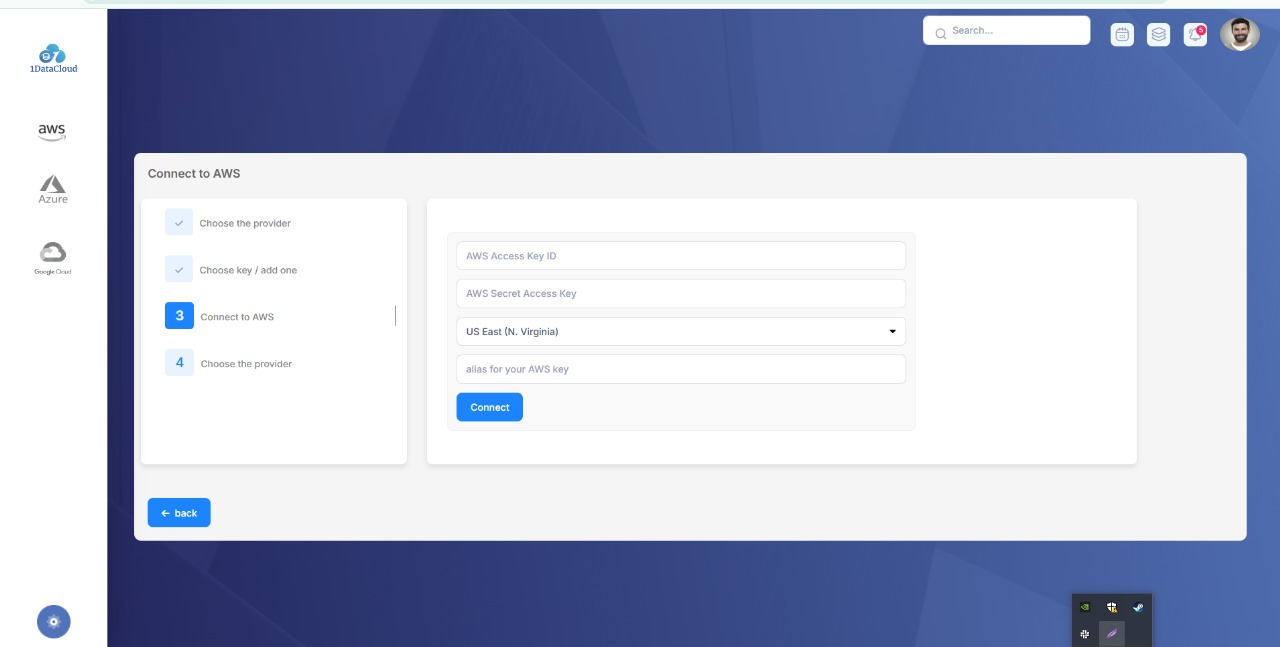 Search...
5
1DataCloud
aws
Azure
Google Cloud
Connect to AWS
Choose the provider
Choose key / add one
3 Connect to AWS
4 Choose the provider
AWS Access Key ID
AWS Secret Access Key
US East (N. Virginia)
alias for your AWS key
Connect
← back